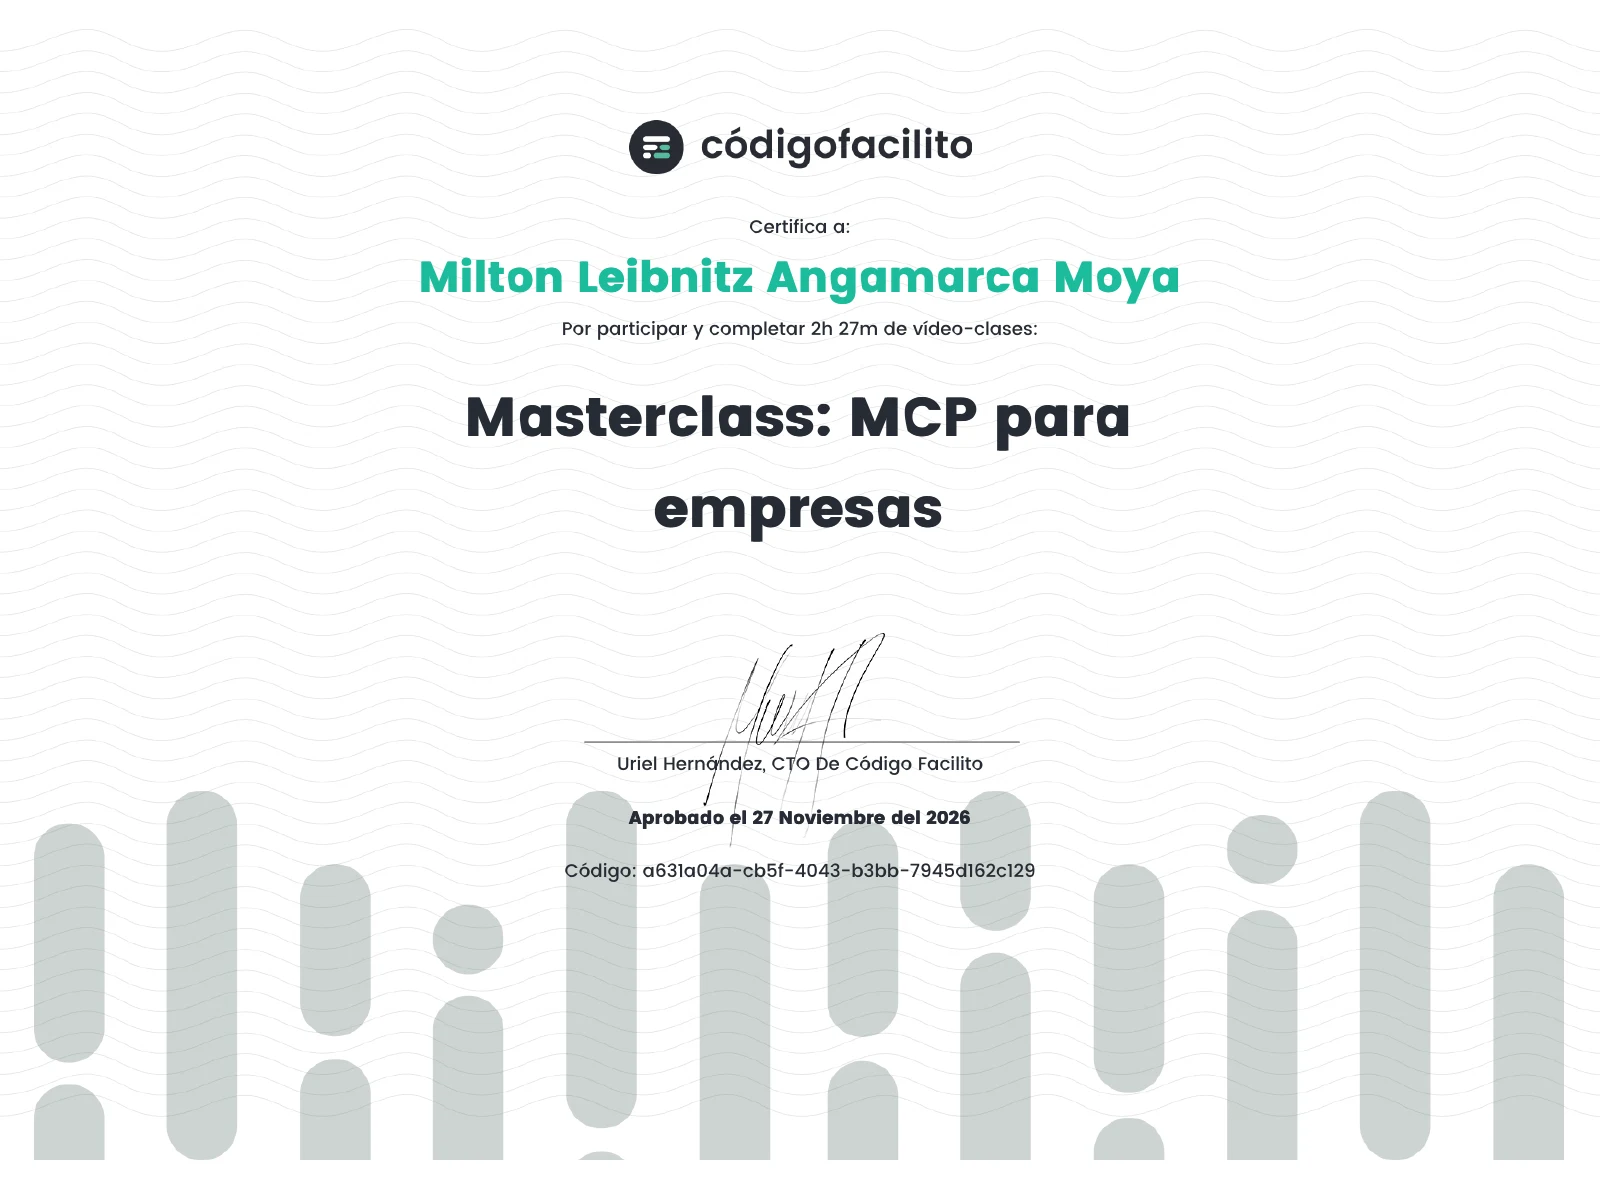 códigofacilito
Certifica a:
Milton Leibnitz Angamarca Moya
Por participar y completar 2h 27m de vídeo-clases:
Masterclass: MCP para
empresas
Uriel Hernández, CTO De Código Facilito
Aprobado el 27 Noviembre del 2026
Código: a631a04a-cb5f-4043-b3bb-7945d162c129